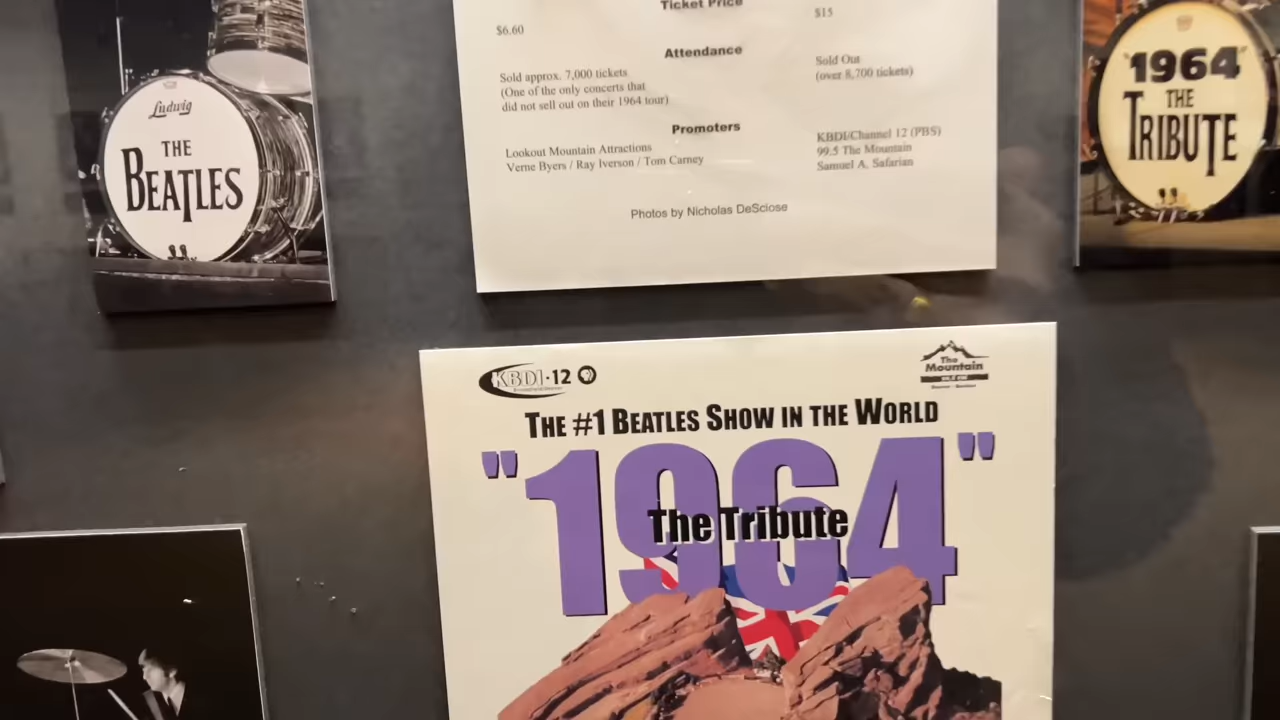 Ludwig
THE
BEATLES
Ticket Price
$6.60
$15
Attendance
Sold approx. 7,000 tickets
(One of the only concerts that
did not sell out on their 1964 tour)
Sold Out
(over 8,700 tickets)
Promoters
Lookout Mountain Attractions
Verne Byers / Ray Iverson / Tom Carney
KBDI/Channel 12 (PBS)
99.5 The Mountain
Samuel A. Safarian
Photos by Nicholas DeSciose
"1964"
THE
TRIBUTE
KBDI·12
The
Mountain
THE #1 BEATLES SHOW IN THE WORLD
"1964"
The Tribute